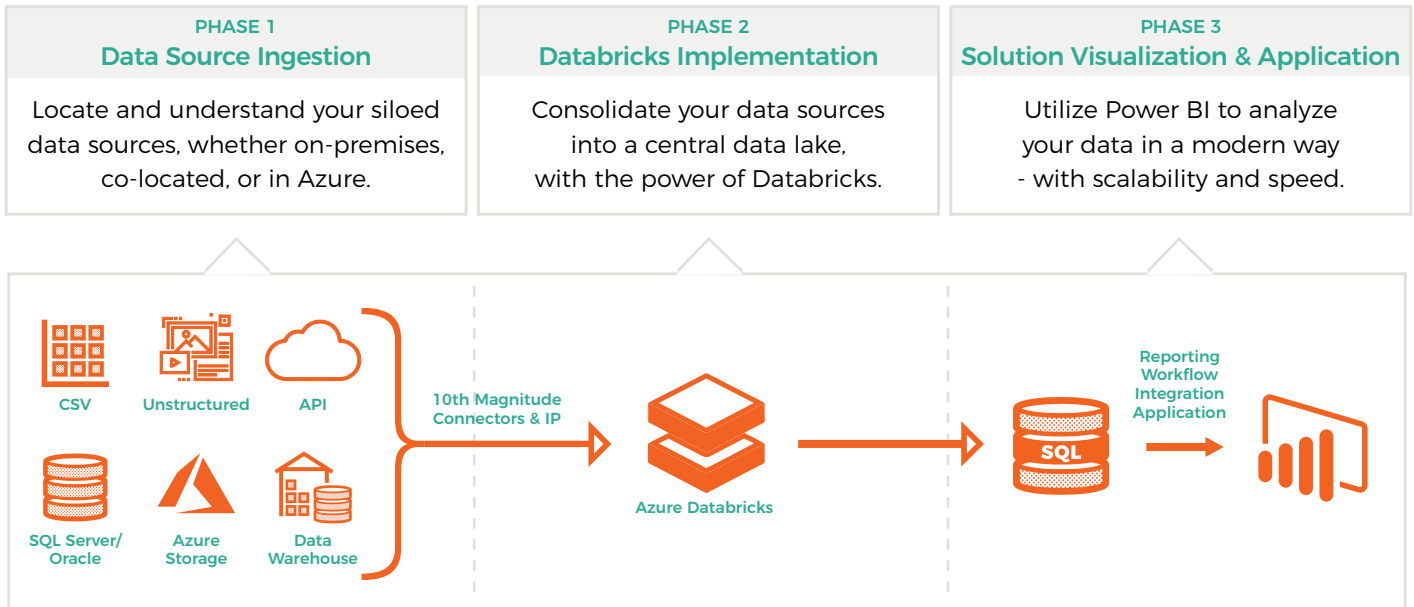 PHASE 1
Data Source Ingestion
Locate and understand your siloed
data sources, whether on-premises,
co-located, or in Azure.
PHASE 2
Databricks Implementation
Consolidate your data sources
into a central data lake,
with the power of Databricks.
PHASE 3
Solution Visualization & Application
Utilize Power BI to analyze
your data in a modern way
- with scalability and speed.
CSV
Unstructured
API
SQL Server/
Oracle
Azure
Storage
Data
Warehouse
10th Magnitude
Connectors & IP
Azure Databricks
SQL
Reporting
Workflow
Integration
Application